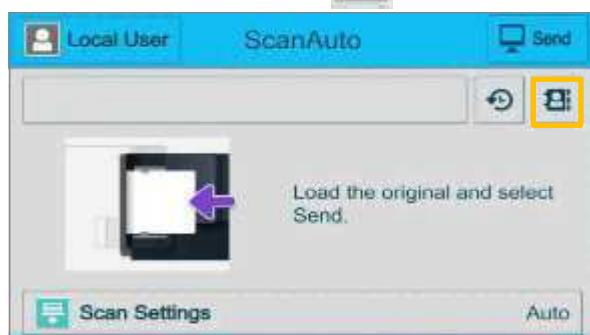 Local User
ScanAuto
Send
Load the original and select
Send.
Scan Settings
Auto